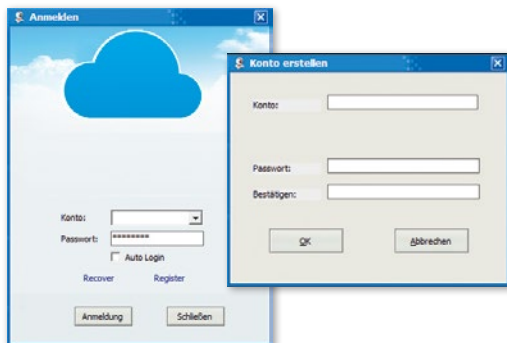 Anmelden
Konto:
Passwort:
********
Auto Login
Recover Register
Anmeldung Schließen
Konto erstellen
Konto:
Passwort:
Bestätigen:
OK Abbrechen